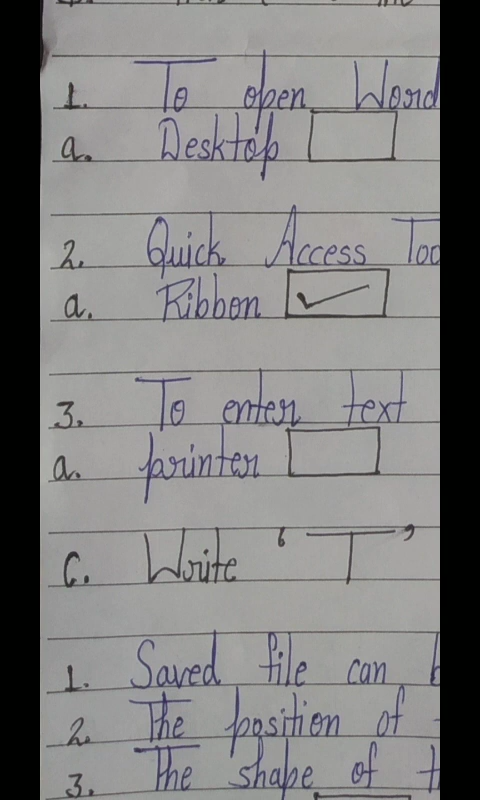 1. To open Word
a. Desktop
2. Quick Access Too
a. Ribbon ✓
3. To enter text
a. printer
C. Write 'T'
1. Saved file can
2. The position of
3. The shape of t